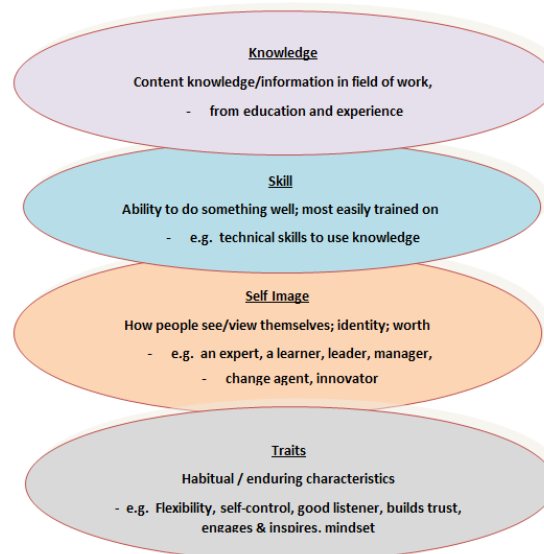 Knowledge
Content knowledge/information in field of work,
- from education and experience
Skill
Ability to do something well; most easily trained on
- e.g. technical skills to use knowledge
Self Image
How people see/view themselves; identity; worth
- e.g. an expert, a learner, leader, manager,
- change agent, innovator
Traits
Habitual / enduring characteristics
- e.g. Flexibility, self-control, good listener, builds trust,
engages & inspires, mindset